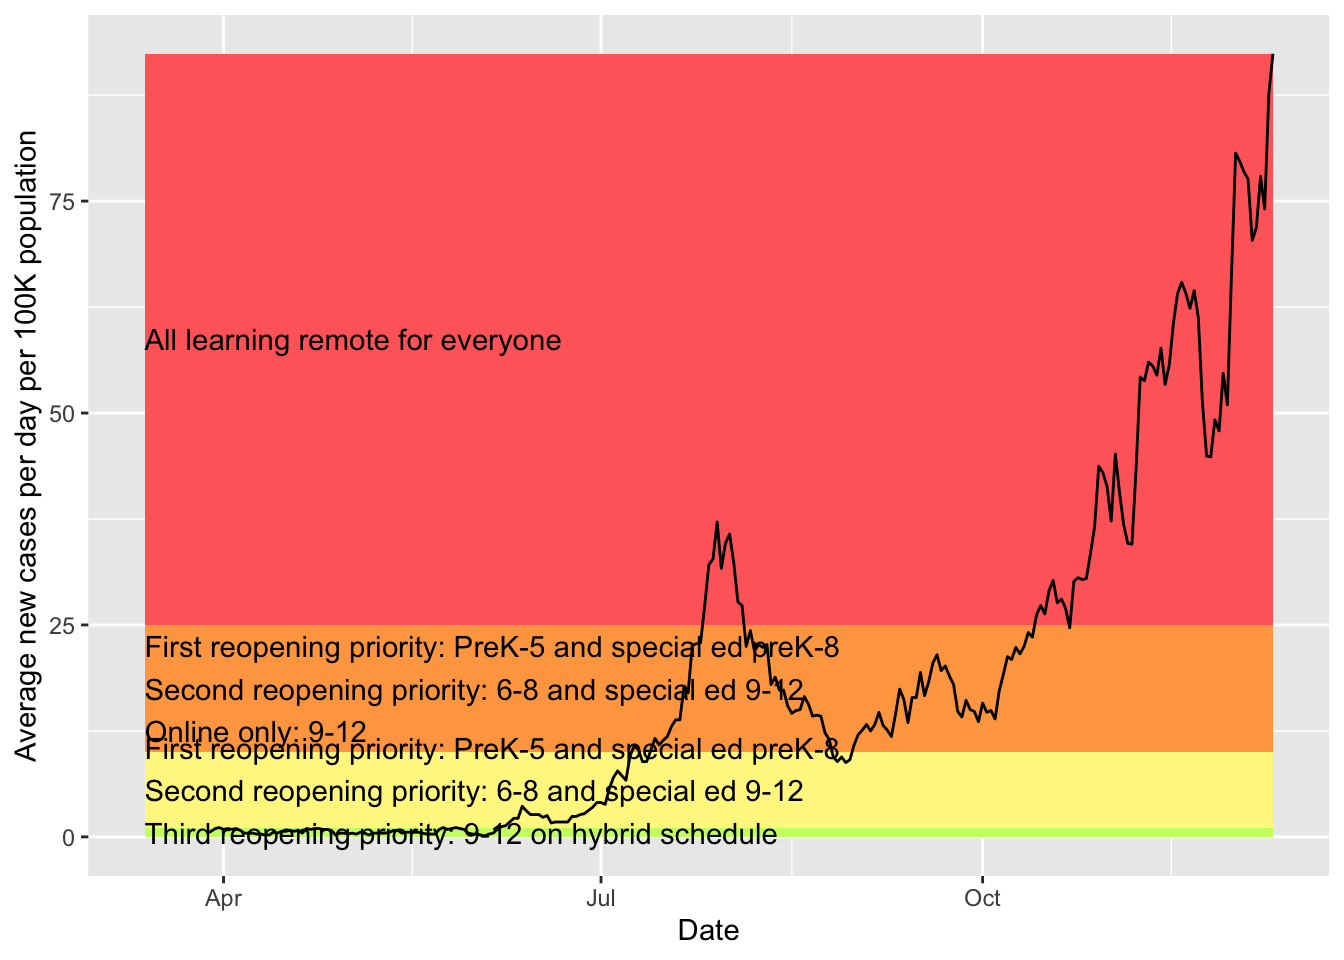 Average new cases per day per 100K population
75
50
25
0
All learning remote for everyone
First reopening priority: PreK-5 and special ed preK-8
Second reopening priority: 6-8 and special ed 9-12
Online only: 9-12
First reopening priority: PreK-5 and special ed preK-8
Second reopening priority: 6-8 and special ed 9-12
Third reopening priority: 9-12 on hybrid schedule
Apr
Jul
Oct
Date